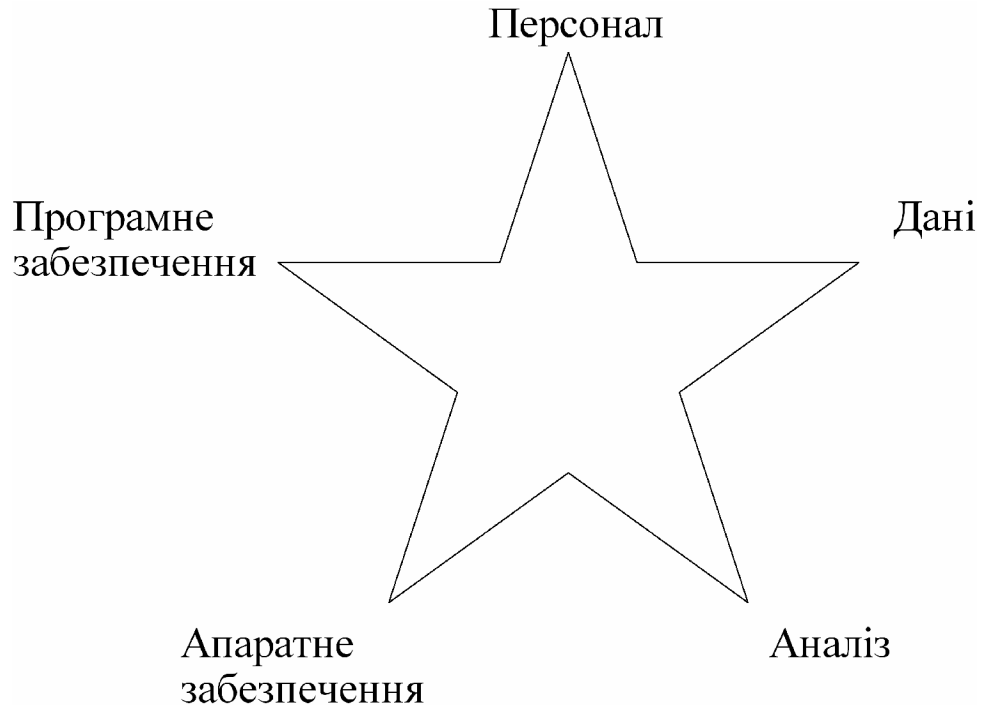 Персонал
Програмне
забезпечення
Дані
Апаратне
забезпечення
Аналіз